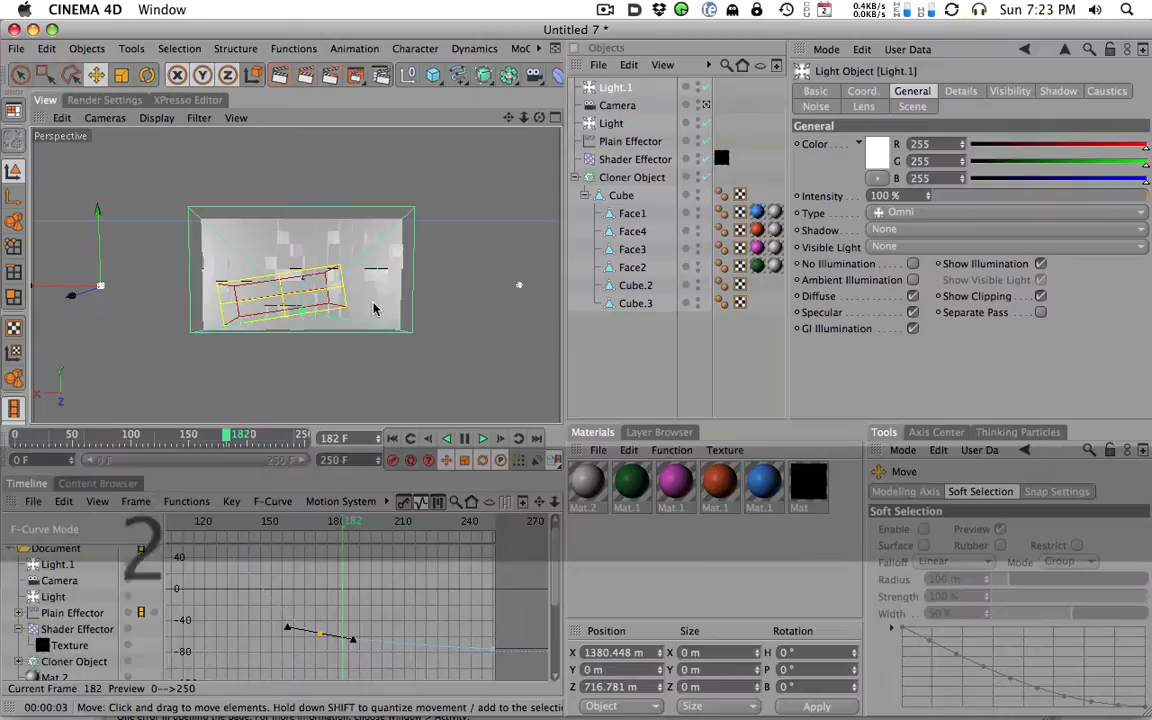 CINEMA 4D Window 0.4KB/s 0.0KB/s Sun 7:23 PM
Untitled 7 *
File Edit Objects Tools Selection Structure Functions Animation Character Dynamics
View Render Settings XPresso Editor
View Cameras Display Filter View
Perspective
Objects
File Edit View
Light.1
Camera
Light
Plain Effector
Shader Effector
Cloner Object
Cube
Face1
Face4
Face3
Face2
Cube.2
Cube.3
Mode Edit User Data
Light Object [Light.1]
Basic Coord. General Details Visibility Shadow Caustics
Noise Lens Scene
General
Color R 255
G 255
B 255
Intensity 100 %
Type Omni
Shadow None
Visible Light None
No Illumination Show Illumination
Ambient Illumination Show Visible Light
Diffuse Show Clipping
Specular Separate Pass
GI Illumination
0 50 100 150 182 0 182 F
0 F 0 F 250 F 250 F
Timeline Content Browser
File Edit View Frame Functions Key F-Curve Motion System
F-Curve Mode 120 150 180 182 210 240 270
Document
Light.1
Camera
Light
Plain Effector
Shader Effector
Texture
Cloner Object
Mat.2
2
40
0
-40
-80
Current Frame 182 Preview 0-->250
00:00:03 Move: Click and drag to move elements. Hold down SHIFT to quantize movement / add to the selectio
Materials Layer Browser
File Edit Function Texture
Mat.2 Mat.1 Mat.1 Mat.1 Mat.1 Mat
Position Size Rotation
X 1380.448 m X 0 m H 0 °
Y 0 m Y 0 m P 0 °
Z 716.781 m Z 0 m B 0 °
Object Size Apply
Tools Axis Center Thinking Particles
Mode Edit User Da
Move
Modeling Axis Soft Selection Snap Settings
Soft Selection
Enable Preview
Surface Rubber Restrict
Falloff Linear Mode Group
Radius 100 m
Strength 100 %
Width 50 %